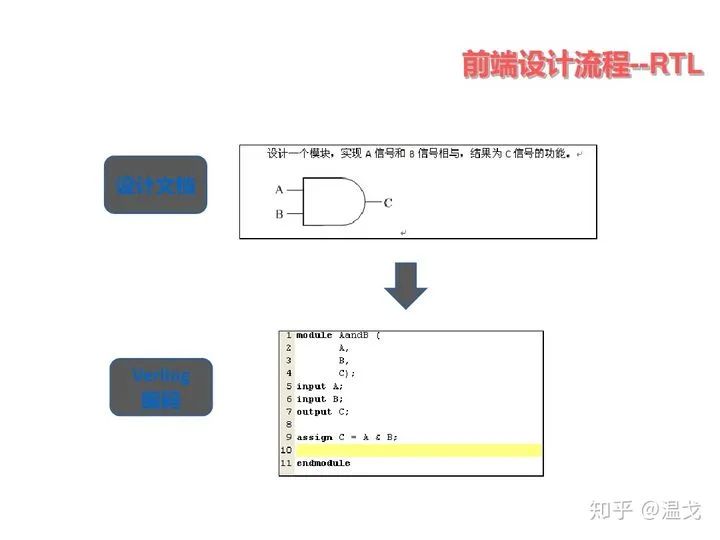 前端设计流程--RTL
设计文档
设计一个模块，实现 A 信号和 B 信号相与，结果为 C 信号的功能。
A
B
C
Verilog
编码
1 module AandB (
2 A,
3 B,
4 C);
5 input A;
6 input B;
7 output C;
8
9 assign C = A & B;
10
11 endmodule
知乎 @温戈